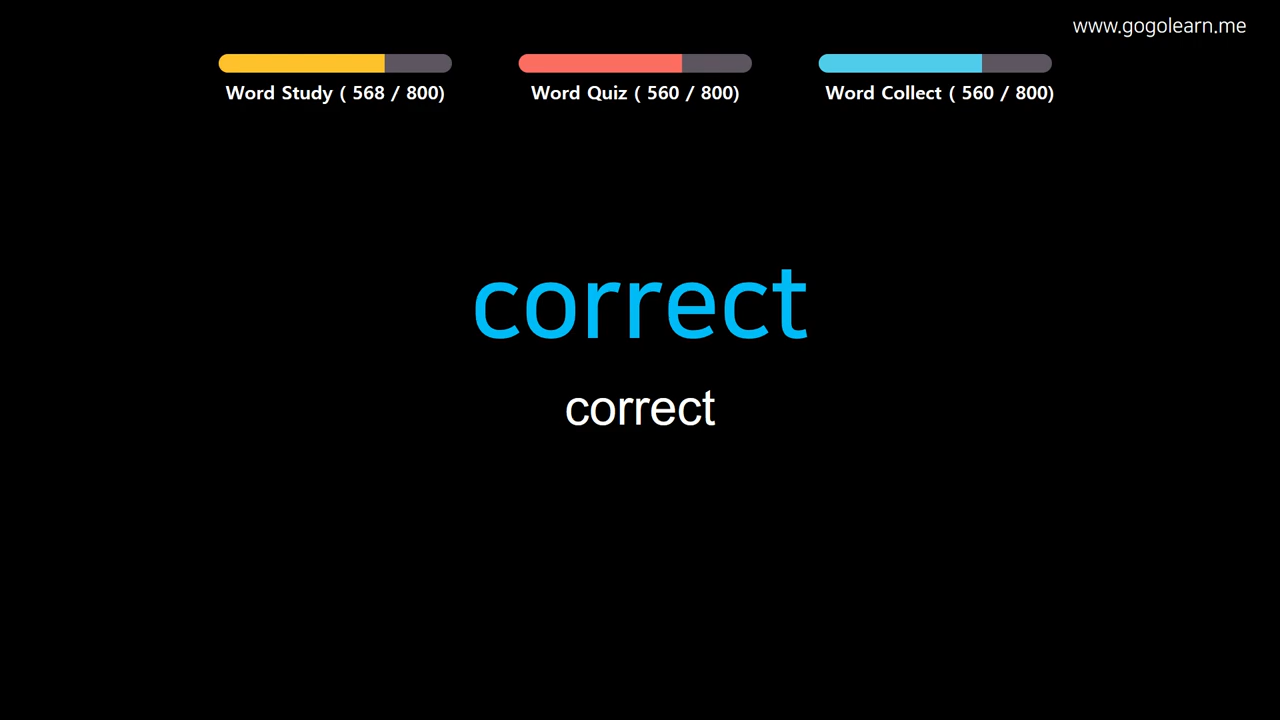 www.gogolearn.me
Word Study ( 568 / 800)
Word Quiz ( 560 / 800)
Word Collect ( 560 / 800)
correct
correct